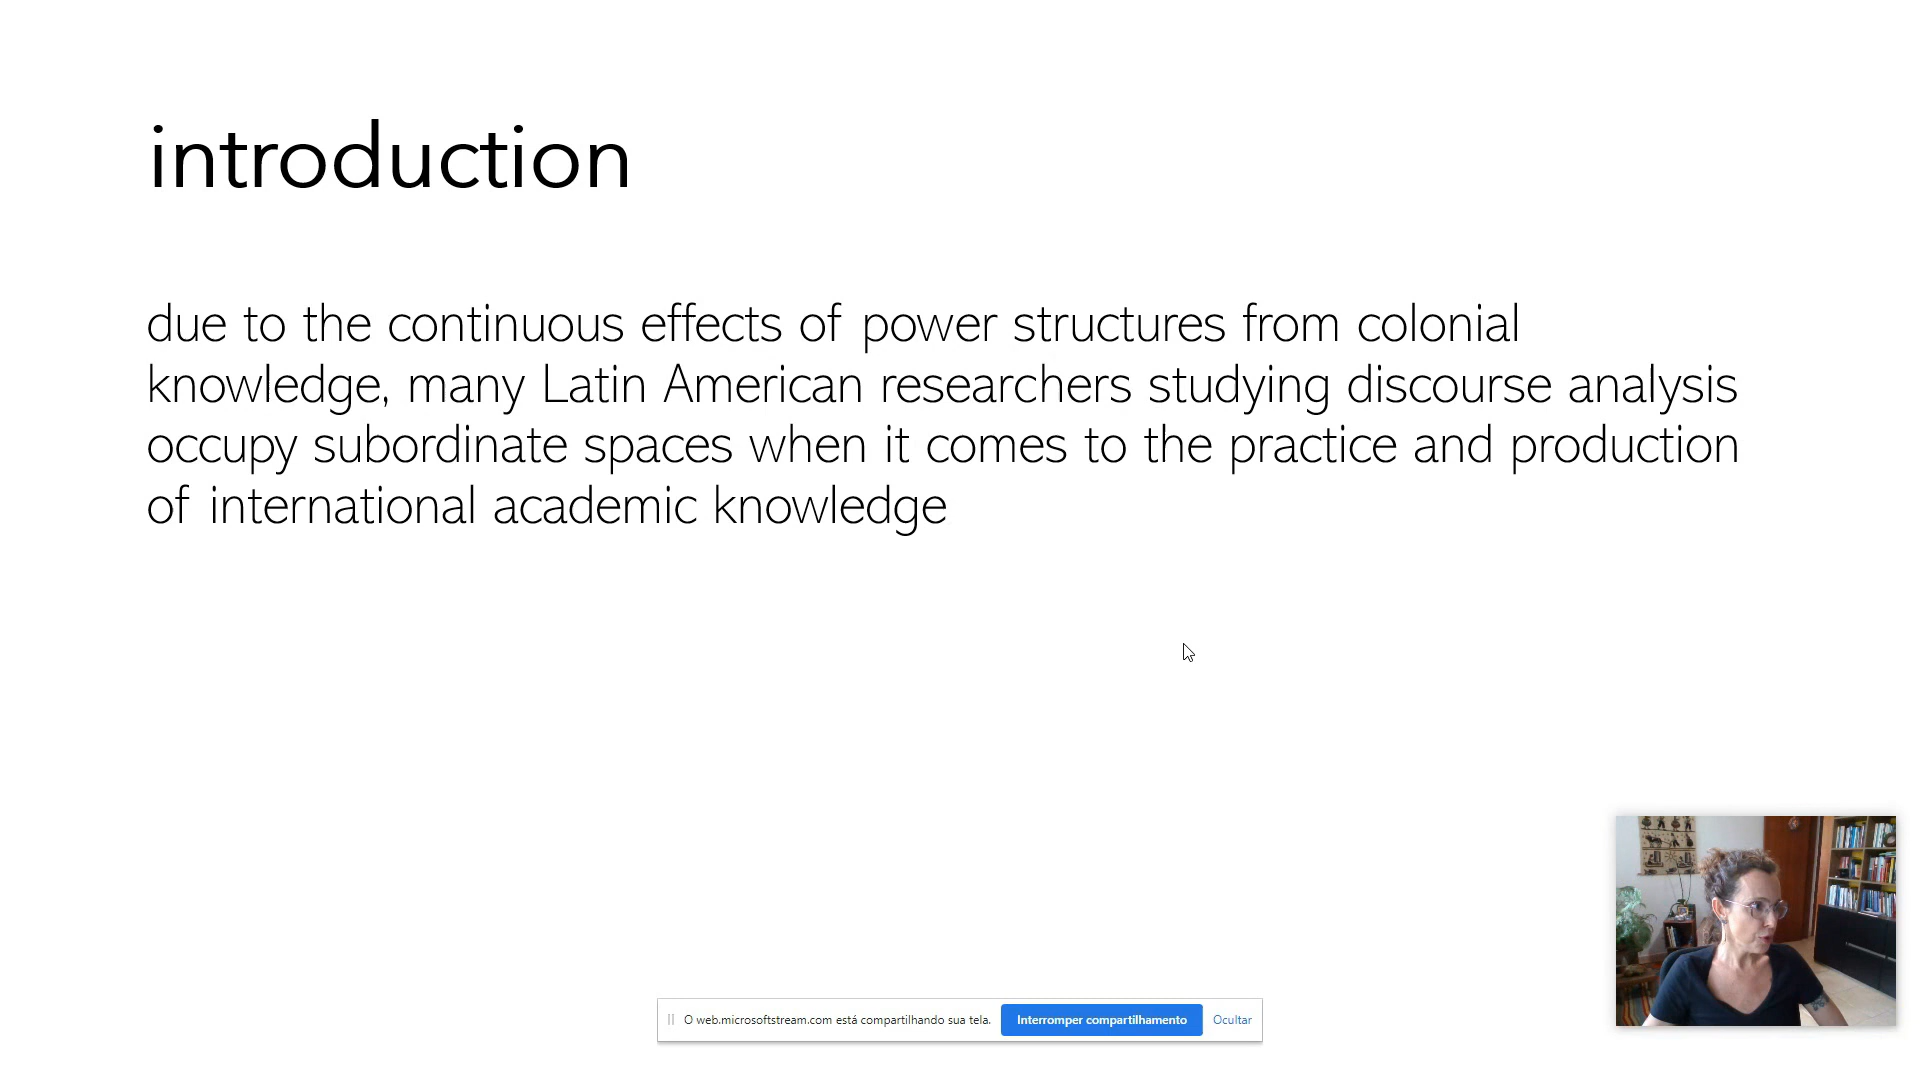 introduction
due to the continuous effects of power structures from colonial
knowledge, many Latin American researchers studying discourse analysis
occupy subordinate spaces when it comes to the practice and production
of international academic knowledge
O web.microsoftstream.com está compartilhando sua tela. Interromper compartilhamento Ocultar